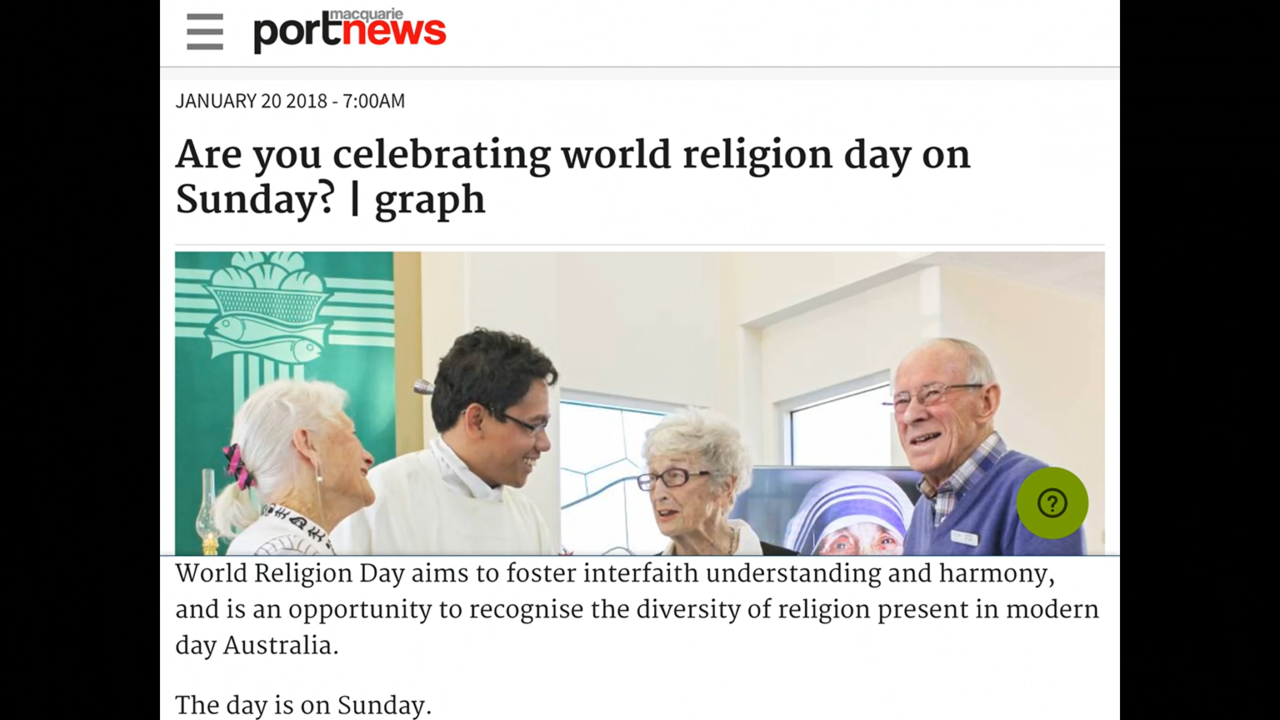 macquarie
portnews
JANUARY 20 2018 - 7:00AM
Are you celebrating world religion day on
Sunday? | graph
?
World Religion Day aims to foster interfaith understanding and harmony,
and is an opportunity to recognise the diversity of religion present in modern
day Australia.
The day is on Sunday.